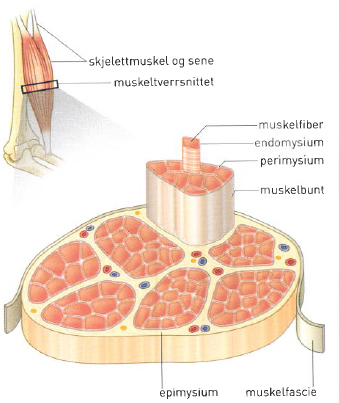 skjelettmuskel og sene
muskeltverrsnittet
muskelfiber
endomysium
perimysium
muskelbunt
epimysium
muskelfascie